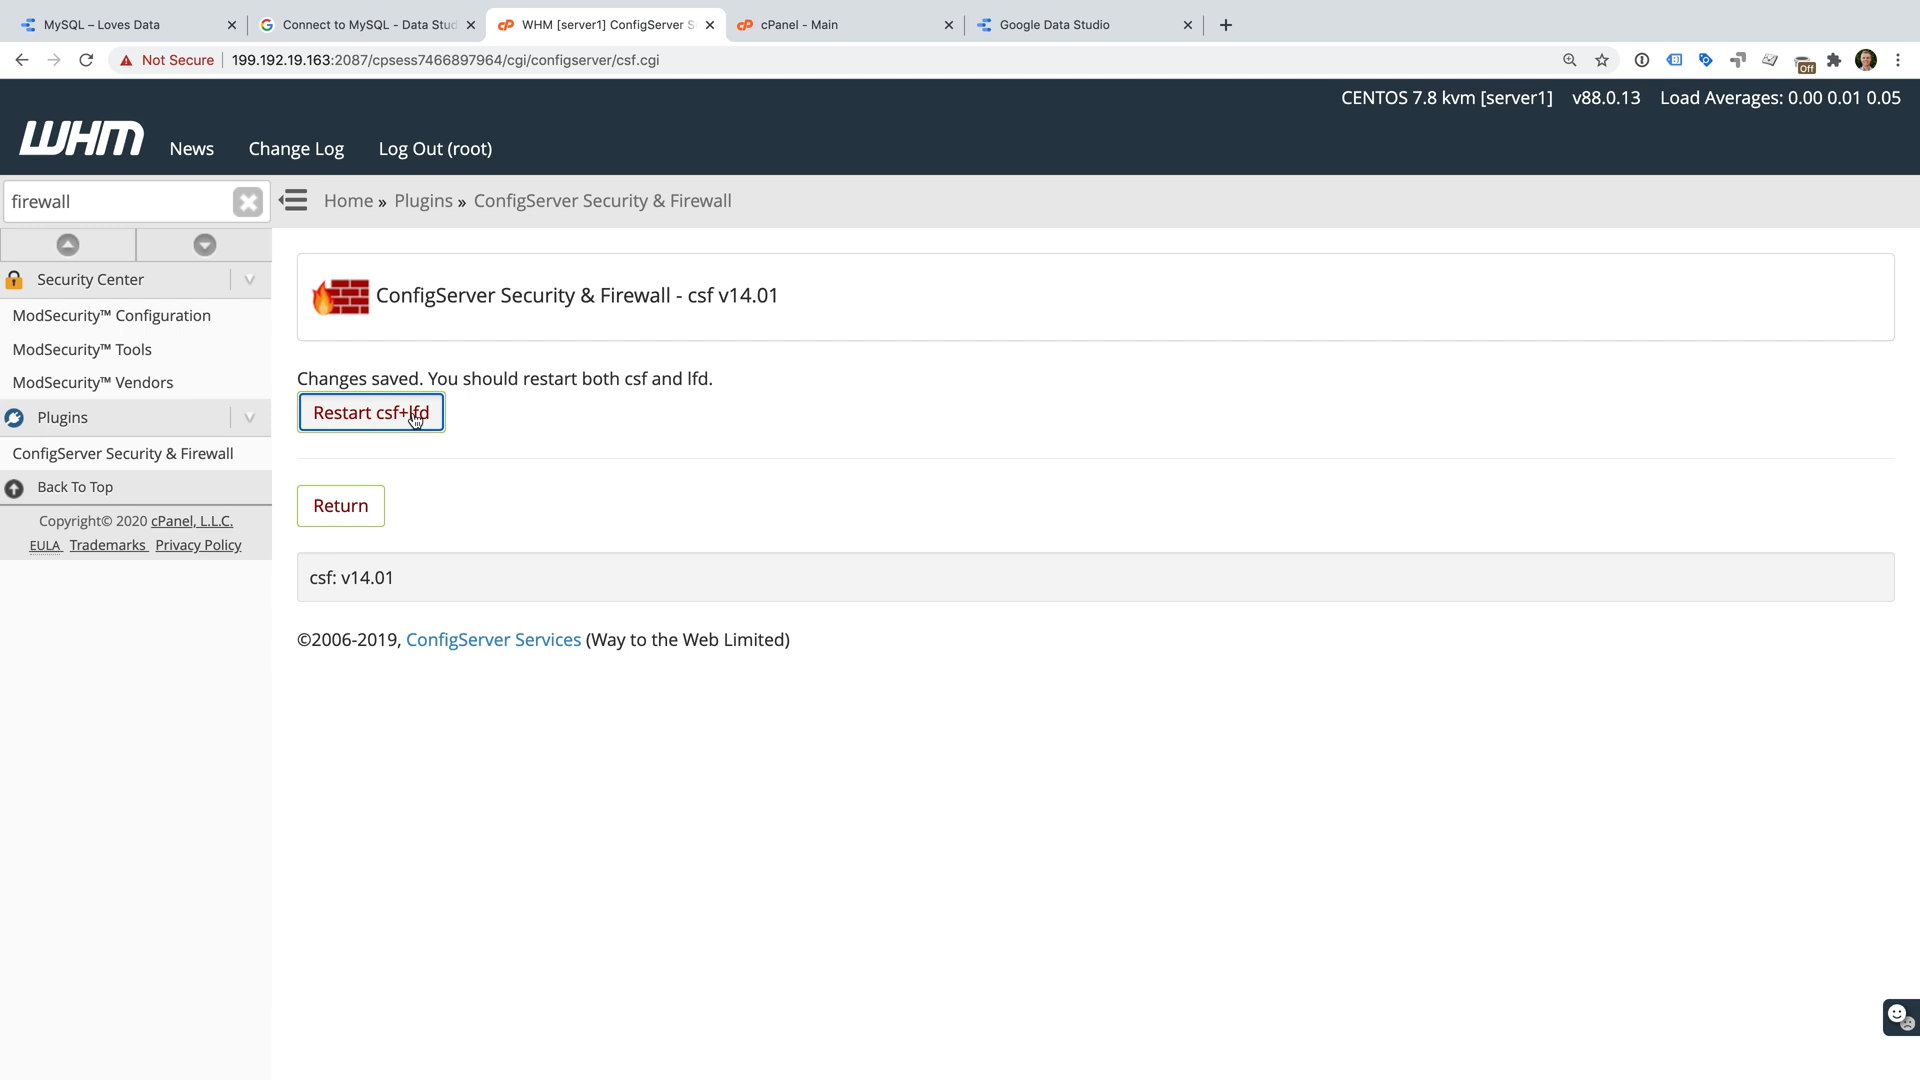 MySQL – Loves Data
Connect to MySQL - Data Stud
WHM [server1] ConfigServer S
cPanel - Main
Google Data Studio
Not Secure
199.192.19.163:2087/cpsess7466897964/cgi/configserver/csf.cgi
Off
CENTOS 7.8 kvm [server1] v88.0.13 Load Averages: 0.00 0.01 0.05
WHM
News
Change Log
Log Out (root)
firewall
Home » Plugins » ConfigServer Security & Firewall
Security Center
ModSecurity™ Configuration
ModSecurity™ Tools
ModSecurity™ Vendors
Plugins
ConfigServer Security & Firewall
Back To Top
Copyright© 2020 cPanel, L.L.C.
EULA Trademarks Privacy Policy
ConfigServer Security & Firewall - csf v14.01
Changes saved. You should restart both csf and lfd.
Restart csf+lfd
Return
csf: v14.01
©2006-2019, ConfigServer Services (Way to the Web Limited)